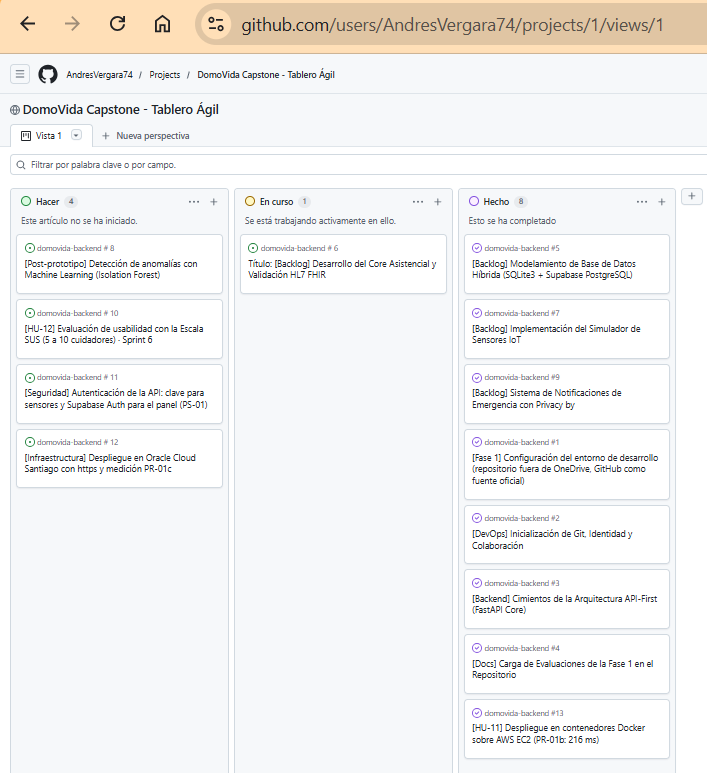 github.com/users/AndresVergara74/projects/1/views/1
AndresVergara74 / Projects / DomoVida Capstone - Tablero Ágil
DomoVida Capstone - Tablero Ágil
Vista 1
+ Nueva perspectiva
Filtrar por palabra clave o por campo.
Hacer 4
Este artículo no se ha iniciado.
domovida-backend # 8
[Post-prototipo] Detección de anomalías con
Machine Learning (Isolation Forest)
domovida-backend # 10
[HU-12] Evaluación de usabilidad con la Escala
SUS (5 a 10 cuidadores) - Sprint 6
domovida-backend # 11
[Seguridad] Autenticación de la API: clave para
sensores y Supabase Auth para el panel (PS-01)
domovida-backend # 12
[Infraestructura] Despliegue en Oracle Cloud
Santiago con https y medición PR-01c
En curso 1
Se está trabajando activamente en ello.
domovida-backend # 6
Título: [Backlog] Desarrollo del Core Asistencial y
Validación HL7 FHIR
Hecho 8
Esto se ha completado
domovida-backend #5
[Backlog] Modelamiento de Base de Datos
Híbrida (SQLite3 + Supabase PostgreSQL)
domovida-backend #7
[Backlog] Implementación del Simulador de
Sensores IoT
domovida-backend #9
[Backlog] Sistema de Notificaciones de
Emergencia con Privacy by
domovida-backend #1
[Fase 1] Configuración del entorno de desarrollo
(repositorio fuera de OneDrive, GitHub como
fuente oficial)
domovida-backend #2
[DevOps] Inicialización de Git, Identidad y
Colaboración
domovida-backend #3
[Backend] Cimientos de la Arquitectura API-First
(FastAPI Core)
domovida-backend #4
[Docs] Carga de Evaluaciones de la Fase 1 en el
Repositorio
domovida-backend #13
[HU-11] Despliegue en contenedores Docker
sobre AWS EC2 (PR-01b: 216 ms)